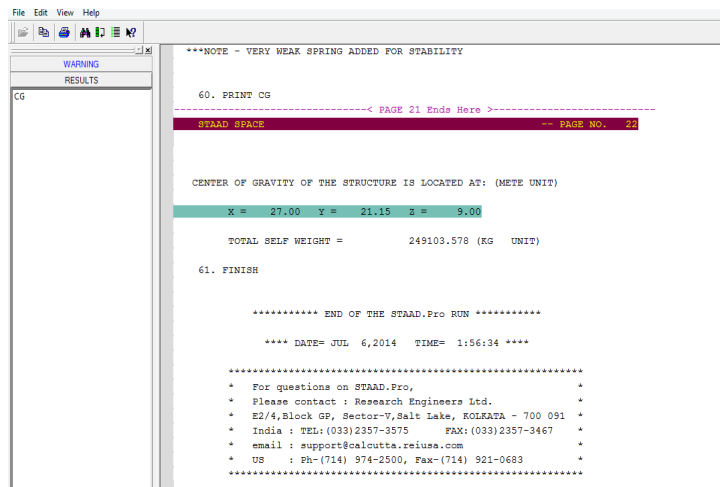 File Edit View Help
WARNING
RESULTS
CG
***NOTE - VERY WEAK SPRING ADDED FOR STABILITY
60. PRINT CG
--------------------------------< PAGE 21 Ends Here >---------------------------
STAAD SPACE -- PAGE NO. 22
CENTER OF GRAVITY OF THE STRUCTURE IS LOCATED AT: (METE UNIT)
X = 27.00 Y = 21.15 Z = 9.00
TOTAL SELF WEIGHT = 249103.578 (KG UNIT)
61. FINISH
*********** END OF THE STAAD.Pro RUN ***********
**** DATE= JUL 6,2014 TIME= 1:56:34 ****
***********************************************************
* For questions on STAAD.Pro, *
* Please contact : Research Engineers Ltd. *
* E2/4,Block GP, Sector-V,Salt Lake, KOLKATA - 700 091 *
* India : TEL:(033)2357-3575 FAX:(033)2357-3467 *
* email : support@calcutta.reiusa.com *
* US : Ph-(714) 974-2500, Fax-(714) 921-0683 *
***********************************************************